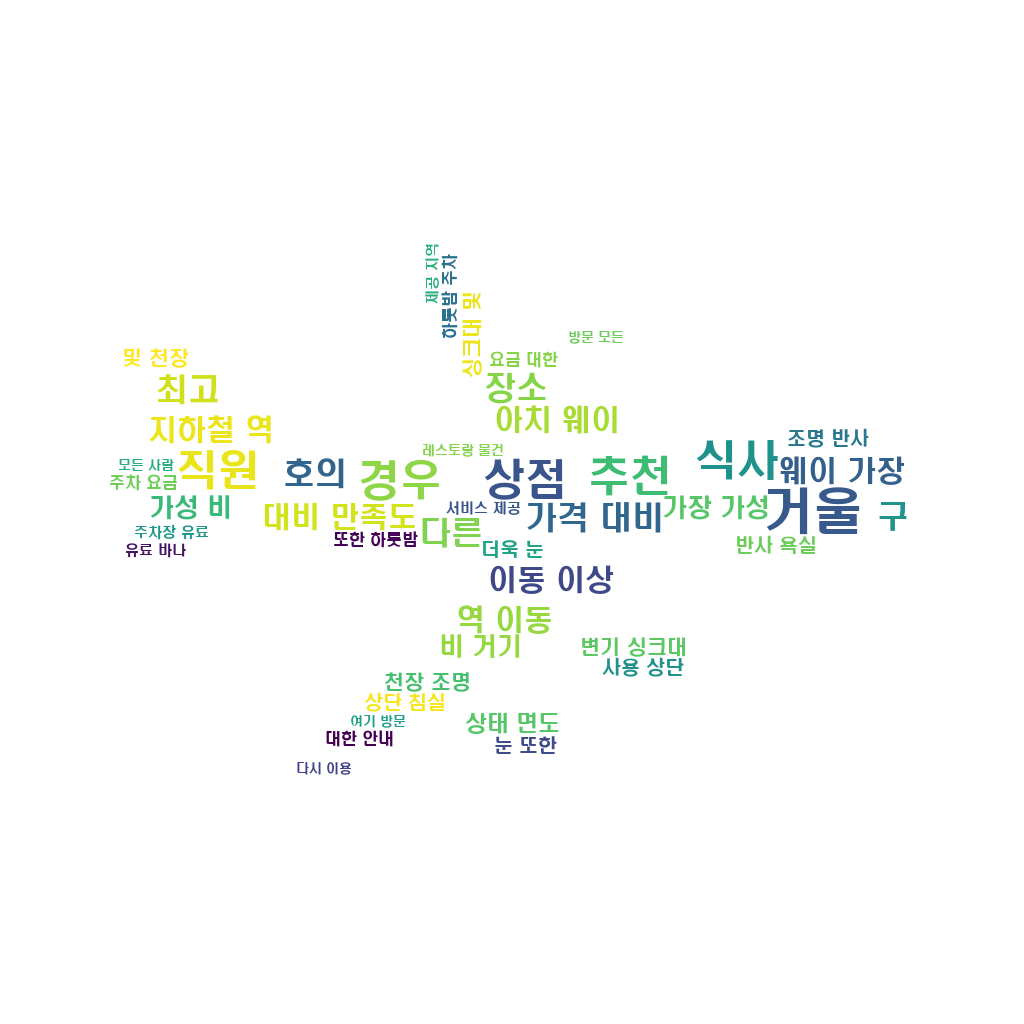 제공 지역
하룻밤 주차
싱크대 및
방문 모든
및 천장
요금 대한
최고
장소
아치 웨이
지하철 역
조명 반사
레스토랑 물건
식사
웨이 가장
모든 사람
직원
호의
경우
상점
추천
주차 요금
가성 비
대비 만족도
서비스 제공
가격 대비
가장 가성
거울
구
주차장 유료
또한 하룻밤
다른
유료 바나
더욱 눈
반사 욕실
이동 이상
역 이동
비 거기
변기 싱크대
사용 상단
천장 조명
상단 침실
여기 방문
상태 면도
대한 안내
눈 또한
다시 이용